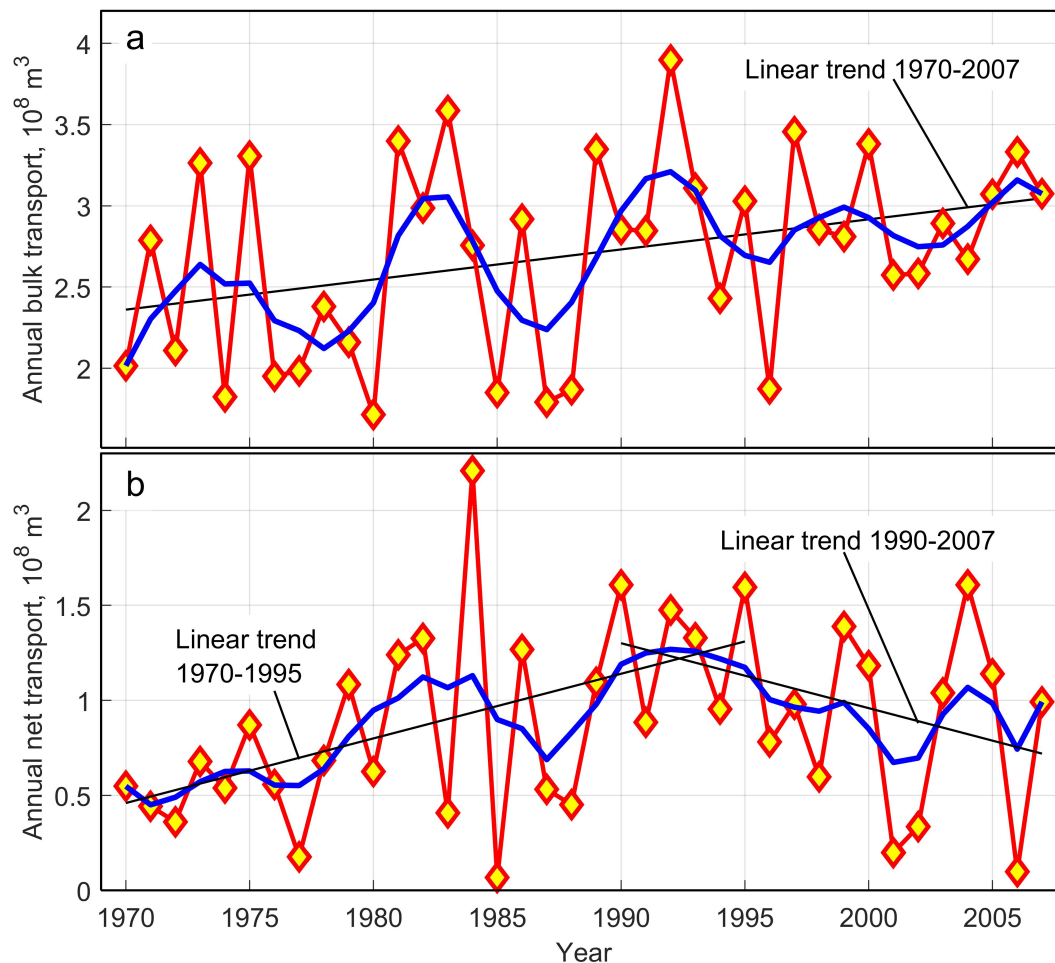 a
Annual bulk transport, 10⁸ m³
4
3.5
3
2.5
2
Linear trend 1970-2007
b
Annual net transport, 10⁸ m³
2
1.5
1
0.5
0
Linear trend
1970-1995
Linear trend 1990-2007
1970 1975 1980 1985 1990 1995 2000 2005
Year